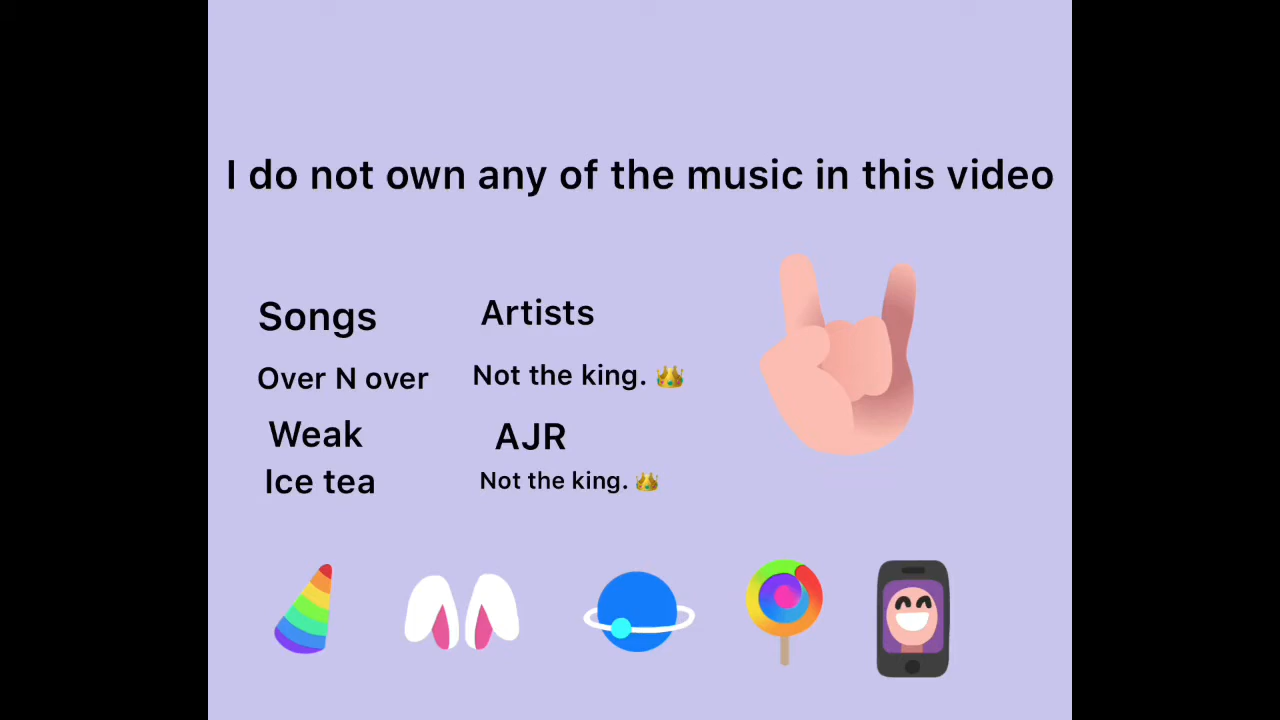 I do not own any of the music in this video
Songs Artists
Over N over Not the king. 👑
Weak AJR
Ice tea Not the king. 👑